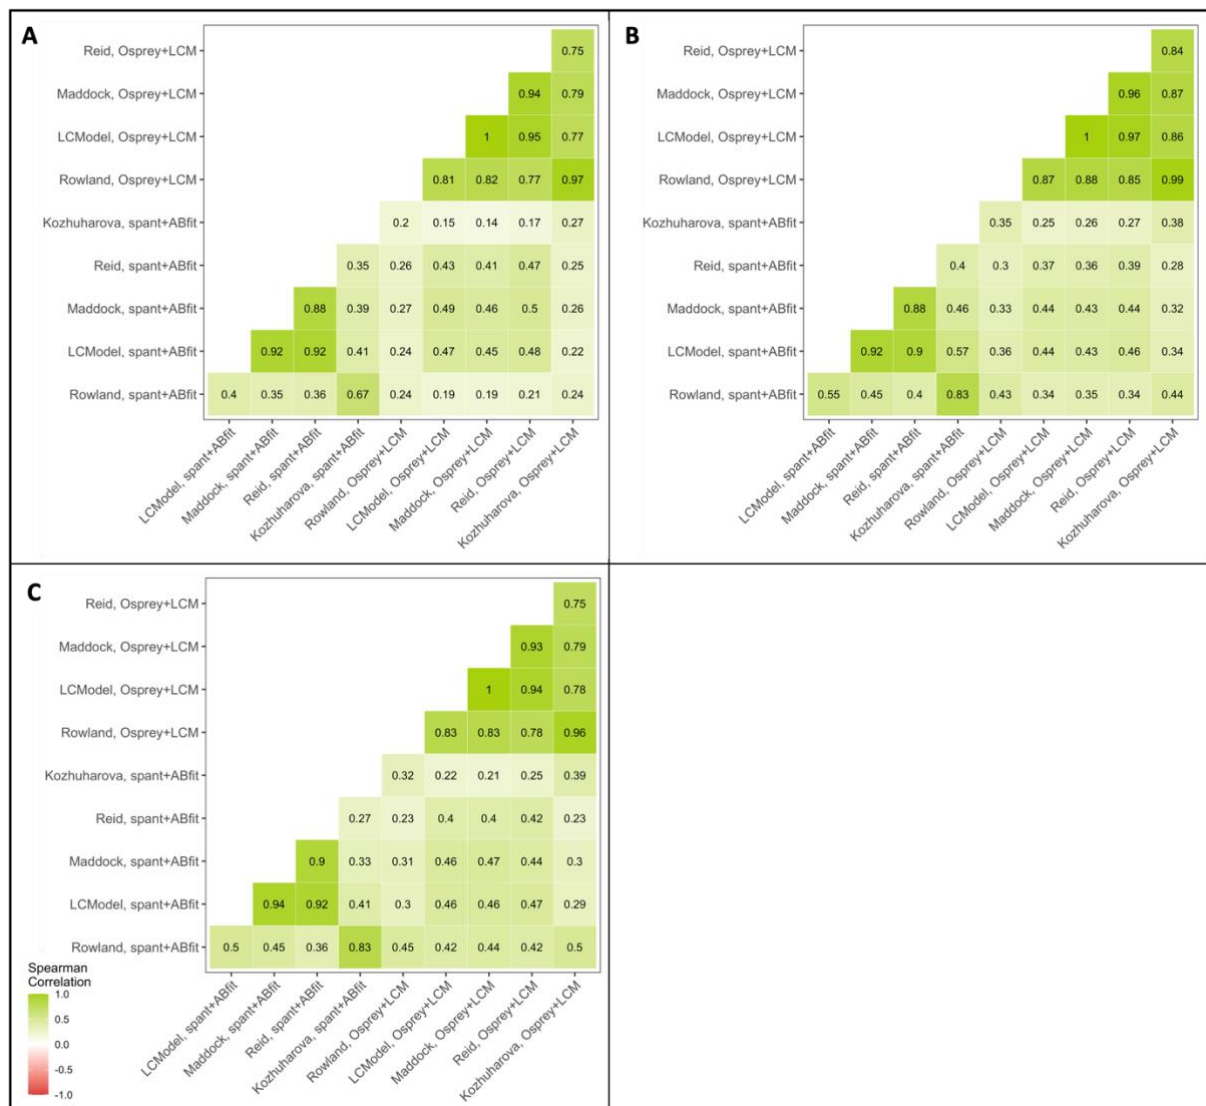 A
Reid, Osprey+LCM 0.75
Maddock, Osprey+LCM 0.94 0.79
LCModel, Osprey+LCM 1 0.95 0.77
Rowland, Osprey+LCM 0.81 0.82 0.77 0.97
Kozhuharova, spant+ABfit 0.2 0.15 0.14 0.17 0.27
Reid, spant+ABfit 0.35 0.26 0.43 0.41 0.47 0.25
Maddock, spant+ABfit 0.88 0.39 0.27 0.49 0.46 0.5 0.26
LCModel, spant+ABfit 0.92 0.92 0.41 0.24 0.47 0.45 0.48 0.22
Rowland, spant+ABfit 0.4 0.35 0.36 0.67 0.24 0.19 0.19 0.21 0.24
LCModel, spant+ABfit
Maddock, spant+ABfit
Reid, spant+ABfit
Kozhuharova, spant+ABfit
Rowland, Osprey+LCM
LCModel, Osprey+LCM
Maddock, Osprey+LCM
Reid, Osprey+LCM
Kozhuharova, Osprey+LCM
B
Reid, Osprey+LCM 0.84
Maddock, Osprey+LCM 0.96 0.87
LCModel, Osprey+LCM 1 0.97 0.86
Rowland, Osprey+LCM 0.87 0.88 0.85 0.99
Kozhuharova, spant+ABfit 0.35 0.25 0.26 0.27 0.38
Reid, spant+ABfit 0.4 0.3 0.37 0.36 0.39 0.28
Maddock, spant+ABfit 0.88 0.46 0.33 0.44 0.43 0.44 0.32
LCModel, spant+ABfit 0.92 0.9 0.57 0.36 0.44 0.43 0.46 0.34
Rowland, spant+ABfit 0.55 0.45 0.4 0.83 0.43 0.34 0.35 0.34 0.44
LCModel, spant+ABfit
Maddock, spant+ABfit
Reid, spant+ABfit
Kozhuharova, spant+ABfit
Rowland, Osprey+LCM
LCModel, Osprey+LCM
Maddock, Osprey+LCM
Reid, Osprey+LCM
Kozhuharova, Osprey+LCM
C
Reid, Osprey+LCM 0.75
Maddock, Osprey+LCM 0.93 0.79
LCModel, Osprey+LCM 1 0.94 0.78
Rowland, Osprey+LCM 0.83 0.83 0.78 0.96
Kozhuharova, spant+ABfit 0.32 0.22 0.21 0.25 0.39
Reid, spant+ABfit 0.27 0.23 0.4 0.4 0.42 0.23
Maddock, spant+ABfit 0.9 0.33 0.31 0.46 0.47 0.44 0.3
LCModel, spant+ABfit 0.94 0.92 0.41 0.3 0.46 0.46 0.47 0.29
Rowland, spant+ABfit 0.5 0.45 0.36 0.83 0.45 0.42 0.44 0.42 0.5
LCModel, spant+ABfit
Maddock, spant+ABfit
Reid, spant+ABfit
Kozhuharova, spant+ABfit
Rowland, Osprey+LCM
LCModel, Osprey+LCM
Maddock, Osprey+LCM
Reid, Osprey+LCM
Kozhuharova, Osprey+LCM
Spearman
Correlation
1.0
0.5
0.0
-0.5
-1.0